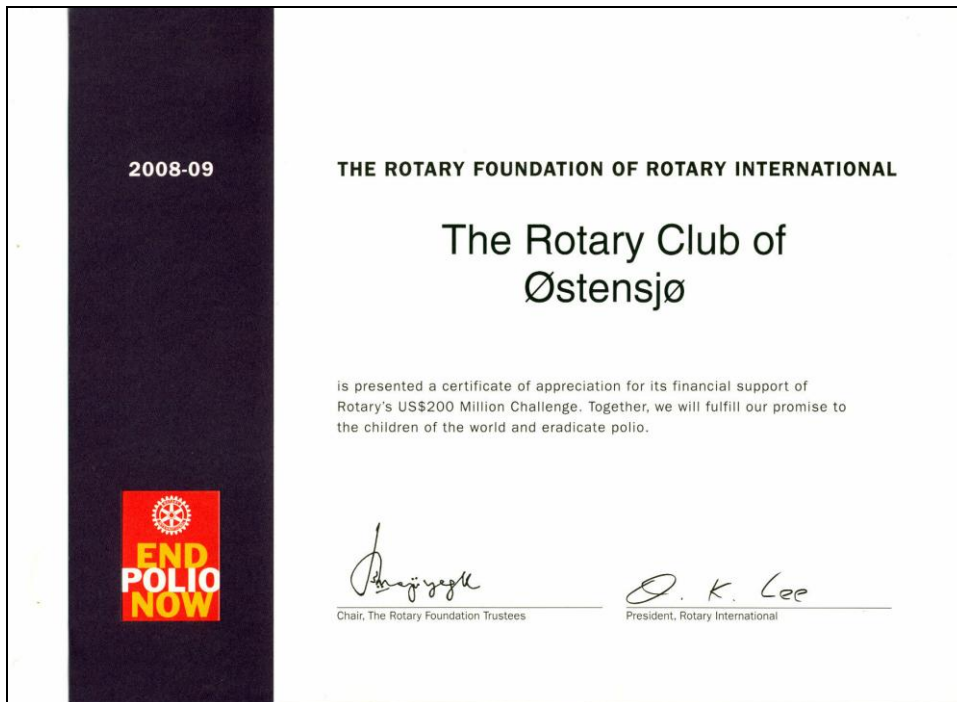 2008-09
THE ROTARY FOUNDATION OF ROTARY INTERNATIONAL
The Rotary Club of
Østensjø
is presented a certificate of appreciation for its financial support of
Rotary's US$200 Million Challenge. Together, we will fulfill our promise to
the children of the world and eradicate polio.
END
POLIO
NOW
O. K. Lee
Chair, The Rotary Foundation Trustees
President, Rotary International